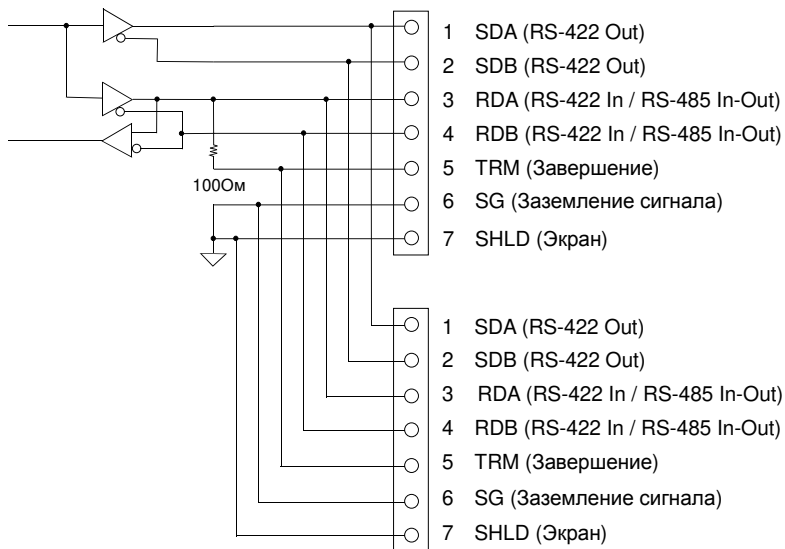 1 SDA (RS-422 Out)
2 SDB (RS-422 Out)
3 RDA (RS-422 In / RS-485 In-Out)
4 RDB (RS-422 In / RS-485 In-Out)
5 TRM (Завершение)
100Ом
6 SG (Заземление сигнала)
7 SHLD (Экран)
1 SDA (RS-422 Out)
2 SDB (RS-422 Out)
3 RDA (RS-422 In / RS-485 In-Out)
4 RDB (RS-422 In / RS-485 In-Out)
5 TRM (Завершение)
6 SG (Заземление сигнала)
7 SHLD (Экран)